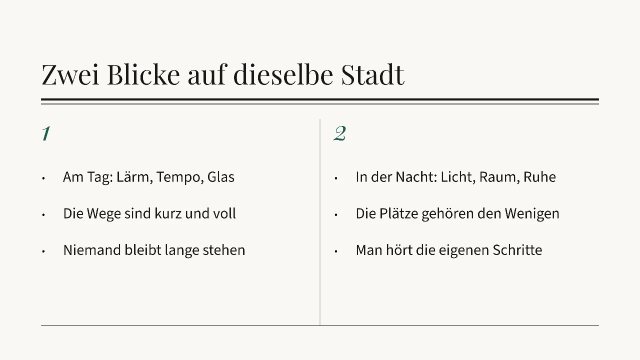 Zwei Blicke auf dieselbe Stadt
1
• Am Tag: Lärm, Tempo, Glas
• Die Wege sind kurz und voll
• Niemand bleibt lange stehen
2
• In der Nacht: Licht, Raum, Ruhe
• Die Plätze gehören den Wenigen
• Man hört die eigenen Schritte